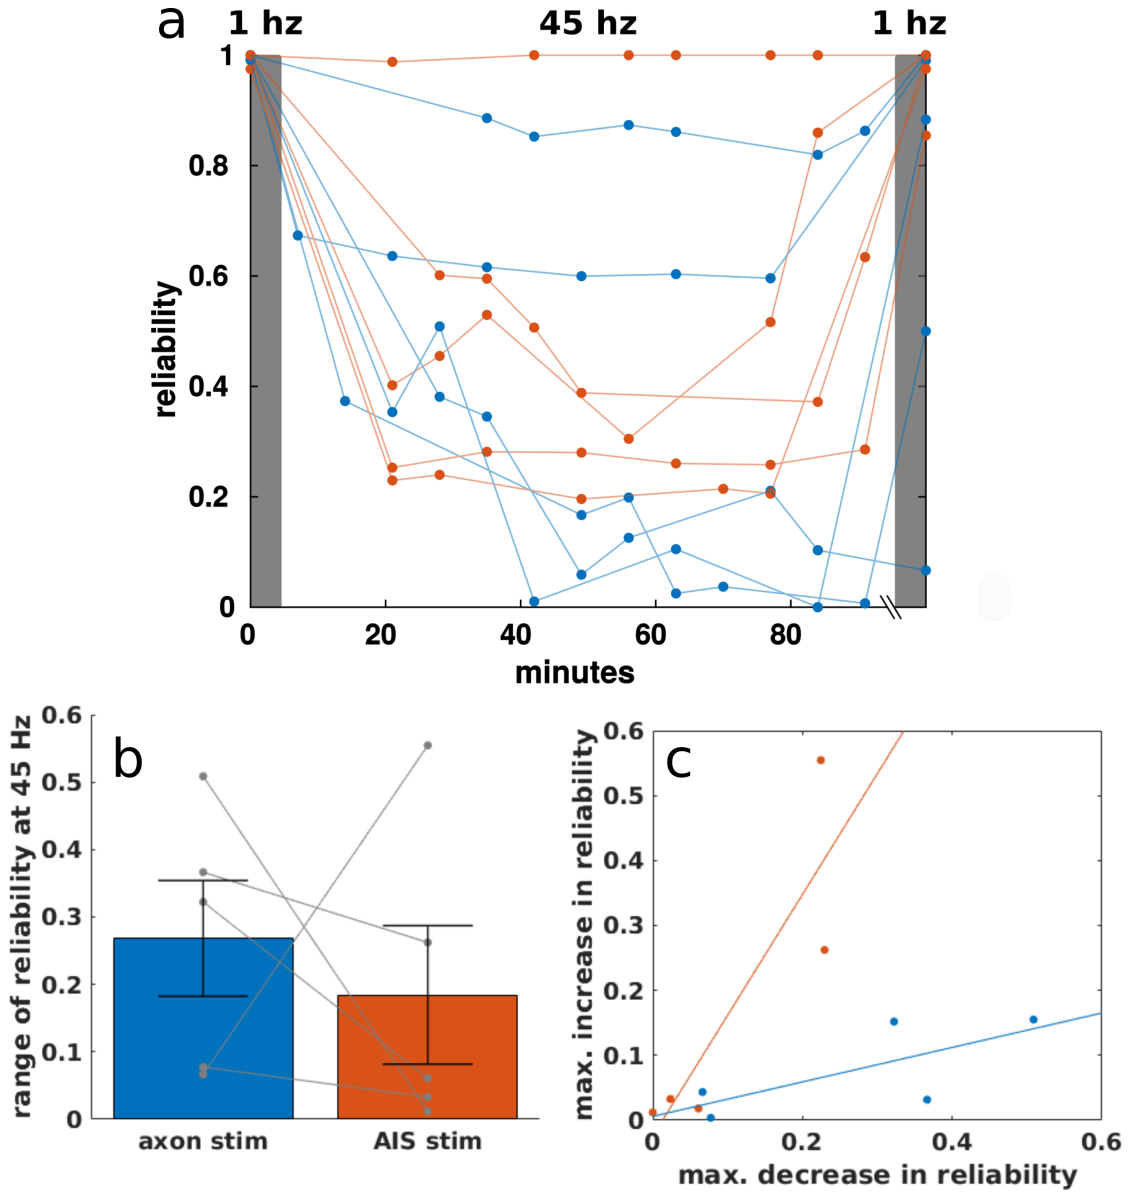 a 1 hz 45 hz 1 hz
1
0.8
0.6
0.4
0.2
0
reliability
0 20 40 60 80
minutes
b
0.6
0.5
0.4
0.3
0.2
0.1
0
range of reliability at 45 Hz
axon stim AIS stim
c
0.6
0.5
0.4
0.3
0.2
0.1
0
max. increase in reliability
0 0.2 0.4 0.6
max. decrease in reliability